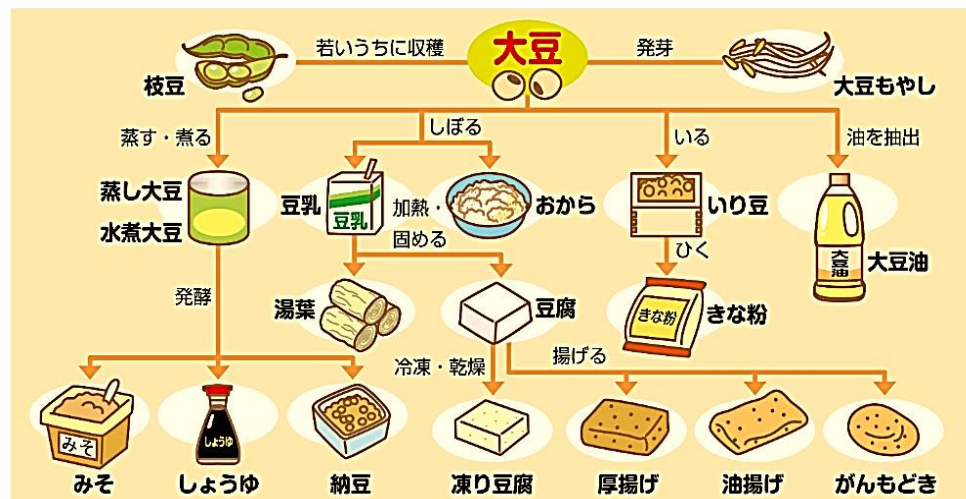 若いうちに収穫
大豆
発芽
枝豆
大豆もやし
蒸す・煮る
しぼる
いる
油を抽出
蒸し大豆
水煮大豆
豆乳
豆乳
加熱・
固める
おから
いり豆
大豆油
大豆油
ひく
発酵
湯葉
豆腐
きな粉
きな粉
冷凍・乾燥
揚げる
みそ
しょうゆ
みそ
しょうゆ
納豆
凍り豆腐
厚揚げ
油揚げ
がんもどき